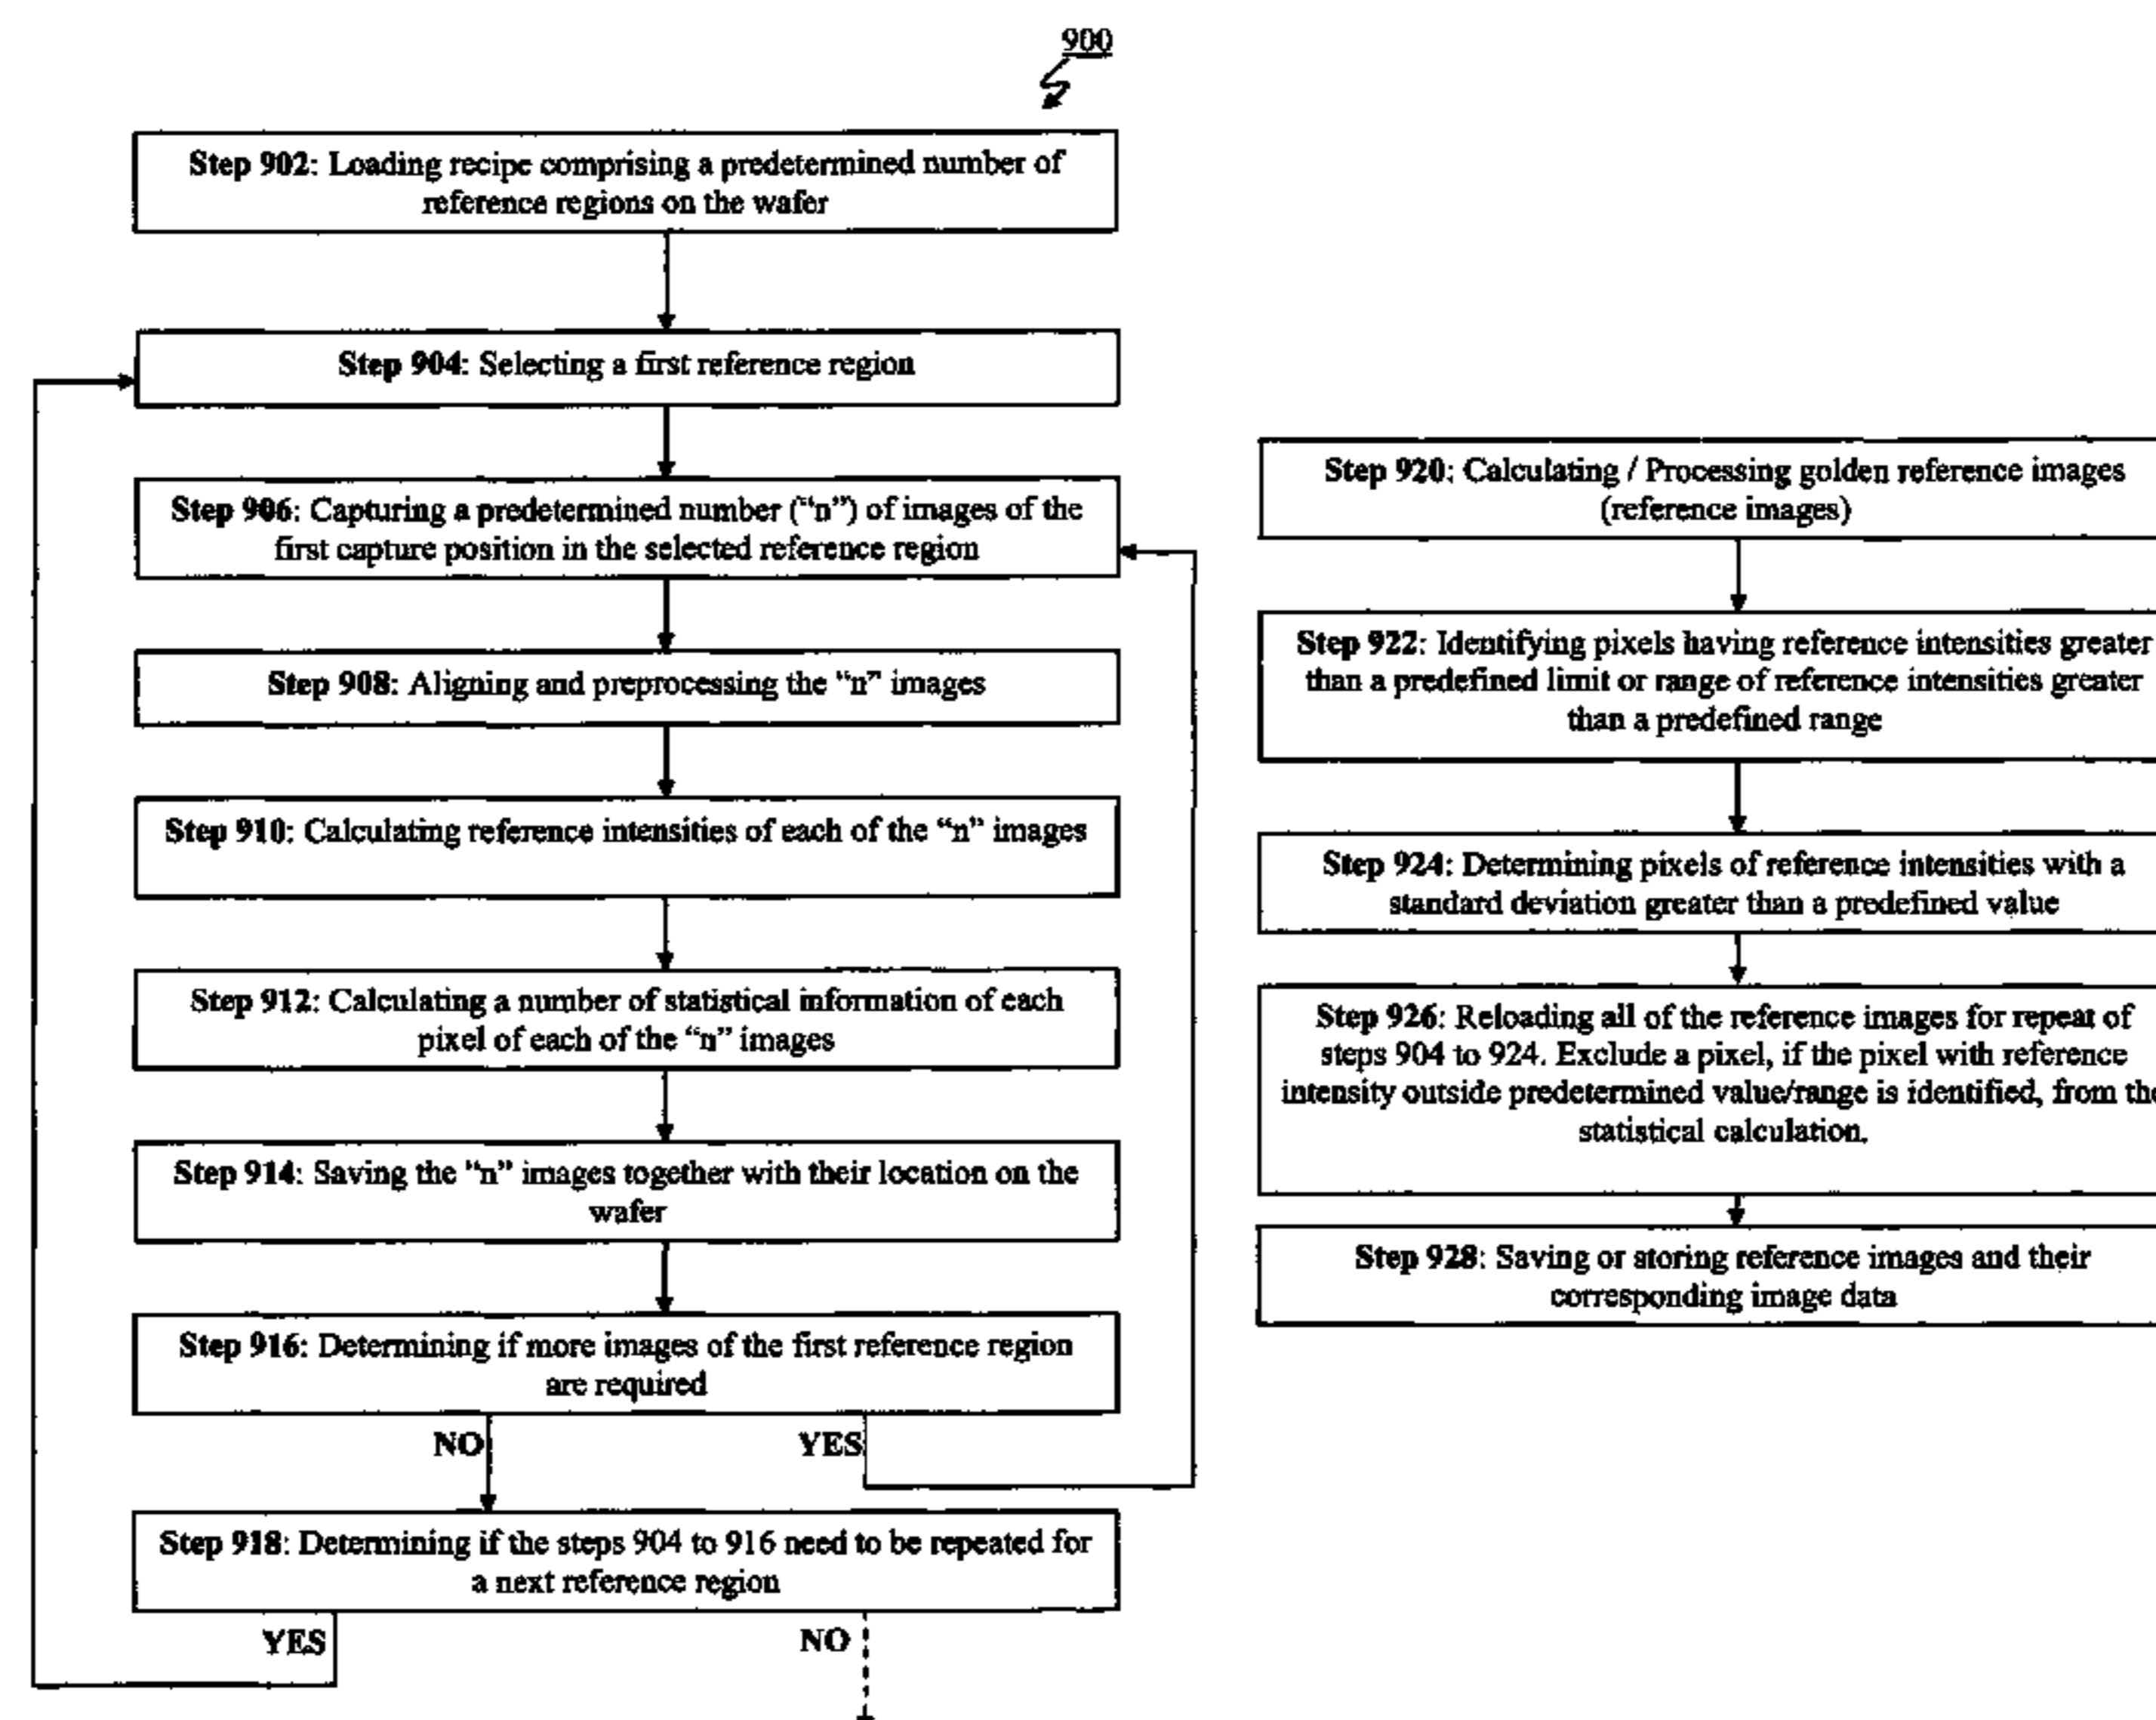 900
Step 902: Loading recipe comprising a predetermined number of
reference regions on the wafer
Step 904: Selecting a first reference region
Step 906: Capturing a predetermined number (“n”) of images of the
first capture position in the selected reference region
Step 908: Aligning and preprocessing the “n” images
Step 910: Calculating reference intensities of each of the “n” images
Step 912: Calculating a number of statistical information of each
pixel of each of the “n” images
Step 914: Saving the “n” images together with their location on the
wafer
Step 916: Determining if more images of the first reference region
are required
NO
YES
Step 918: Determining if the steps 904 to 916 need to be repeated for
a next reference region
YES
NO
Step 920: Calculating / Processing golden reference images
(reference images)
Step 922: Identifying pixels having reference intensities greater
than a predefined limit or range of reference intensities greater
than a predefined range
Step 924: Determining pixels of reference intensities with a
standard deviation greater than a predefined value
Step 926: Reloading all of the reference images for repeat of
steps 904 to 924. Exclude a pixel, if the pixel with reference
intensity outside predetermined value/range is identified, from the
statistical calculation.
Step 928: Saving or storing reference images and their
corresponding image data